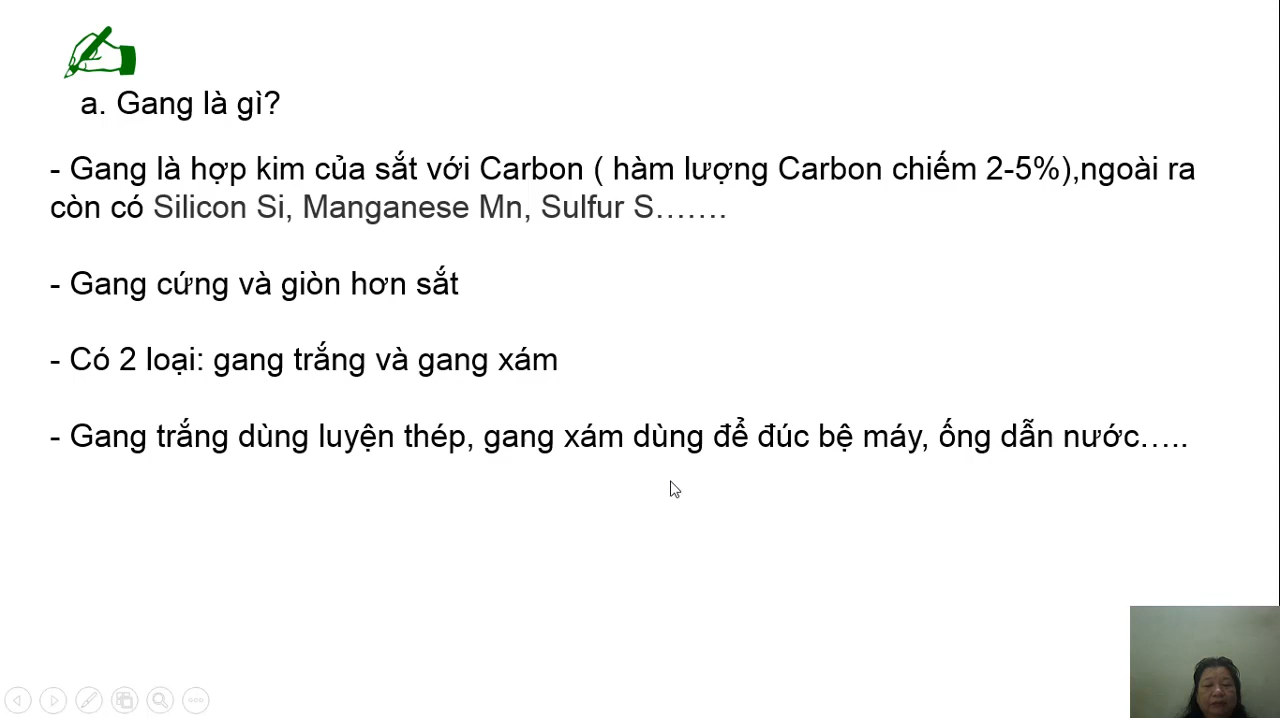 a. Gang là gì?
- Gang là hợp kim của sắt với Carbon ( hàm lượng Carbon chiếm 2-5%),ngoài ra
còn có Silicon Si, Manganese Mn, Sulfur S…….
- Gang cứng và giòn hơn sắt
- Có 2 loại: gang trắng và gang xám
- Gang trắng dùng luyện thép, gang xám dùng để đúc bệ máy, ống dẫn nước…..